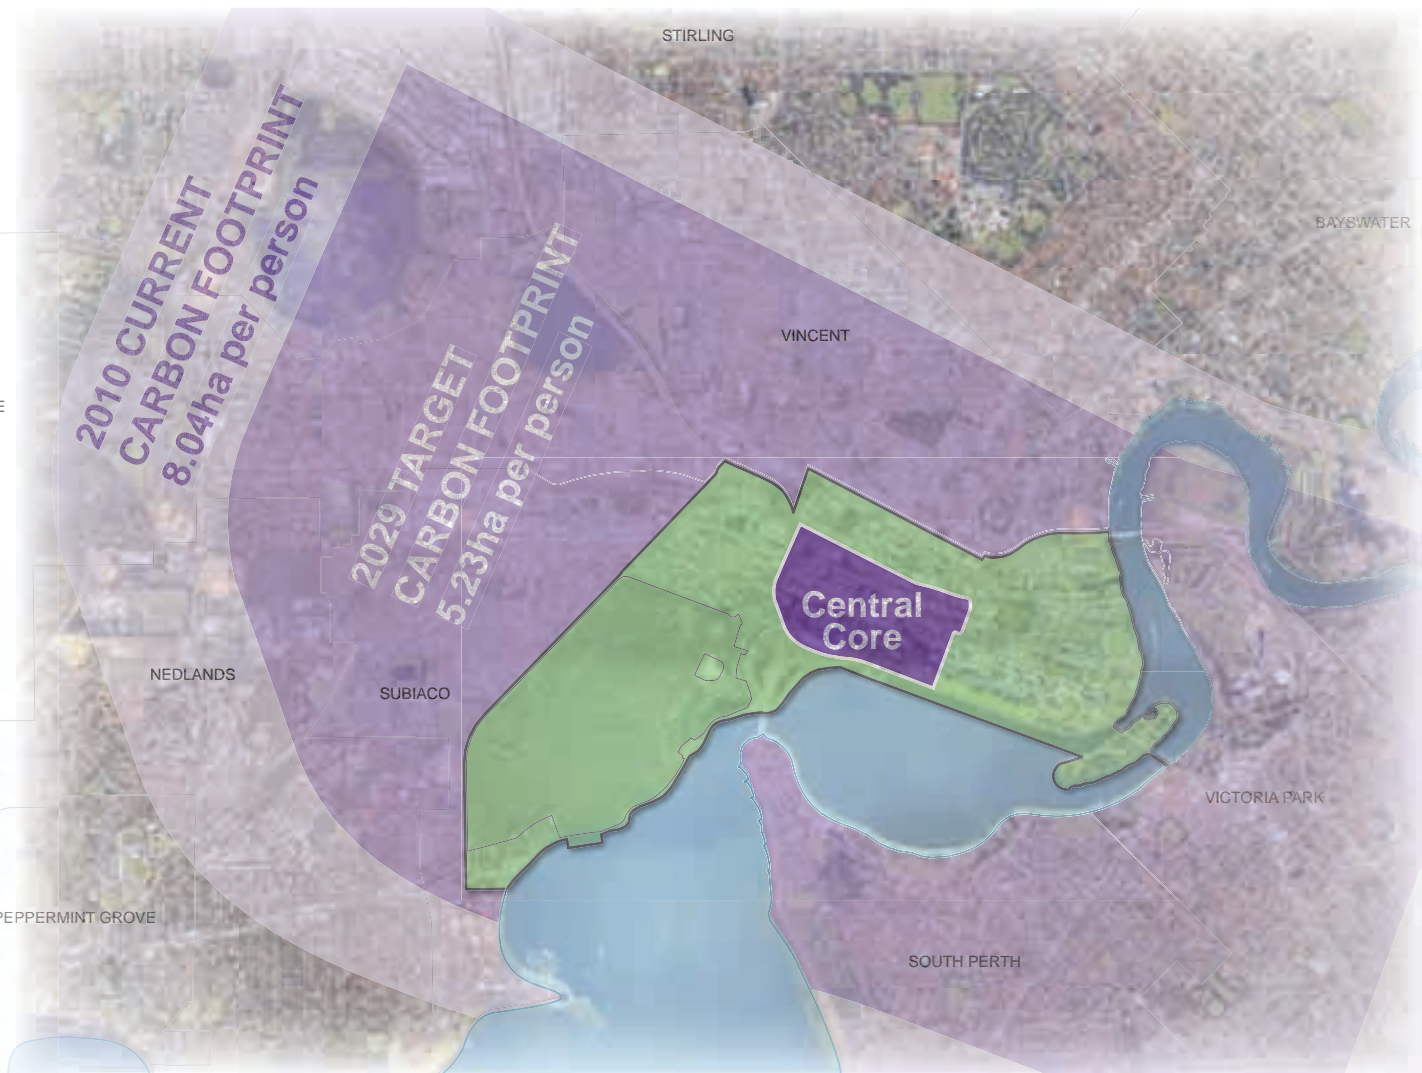 STIRLING
BAYSWATER
2010 CURRENT
CARBON FOOTPRINT
8.04ha per person
VINCENT
2029 TARGET
CARBON FOOTPRINT
5.23ha per person
E
Central
Core
NEDLANDS
SUBIACO
VICTORIA PARK
PEPPERMINT GROVE
SOUTH PERTH